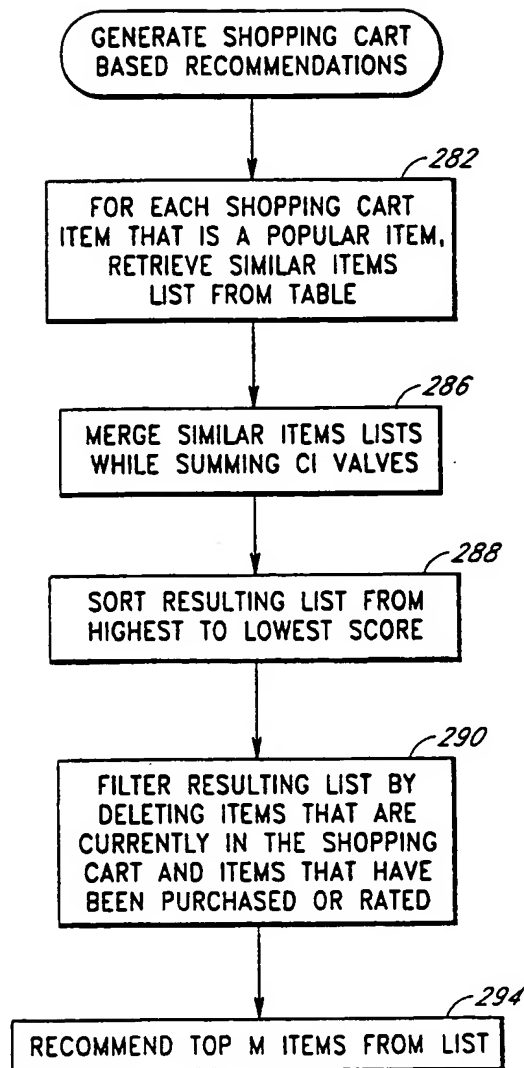 GENERATE SHOPPING CART
BASED RECOMMENDATIONS
282
FOR EACH SHOPPING CART
ITEM THAT IS A POPULAR ITEM,
RETRIEVE SIMILAR ITEMS
LIST FROM TABLE
286
MERGE SIMILAR ITEMS LISTS
WHILE SUMMING CI VALVES
288
SORT RESULTING LIST FROM
HIGHEST TO LOWEST SCORE
290
FILTER RESULTING LIST BY
DELETING ITEMS THAT ARE
CURRENTLY IN THE SHOPPING
CART AND ITEMS THAT HAVE
BEEN PURCHASED OR RATED
294
RECOMMEND TOP M ITEMS FROM LIST